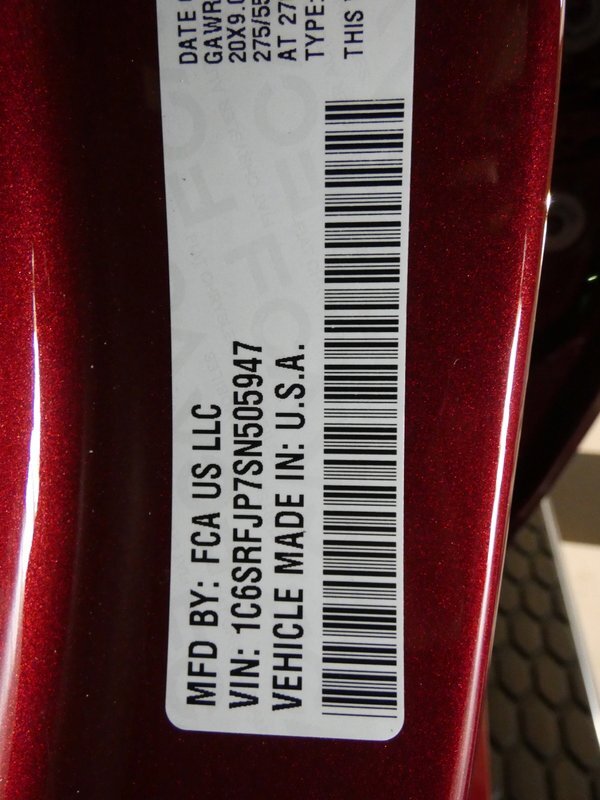 MFD BY: FCA US LLC
VIN: 1C6SRFJP7SN505947
VEHICLE MADE IN: U.S.A.
DATE
GAWR
20X9.0
275/55
AT 27
TYPE:
THIS